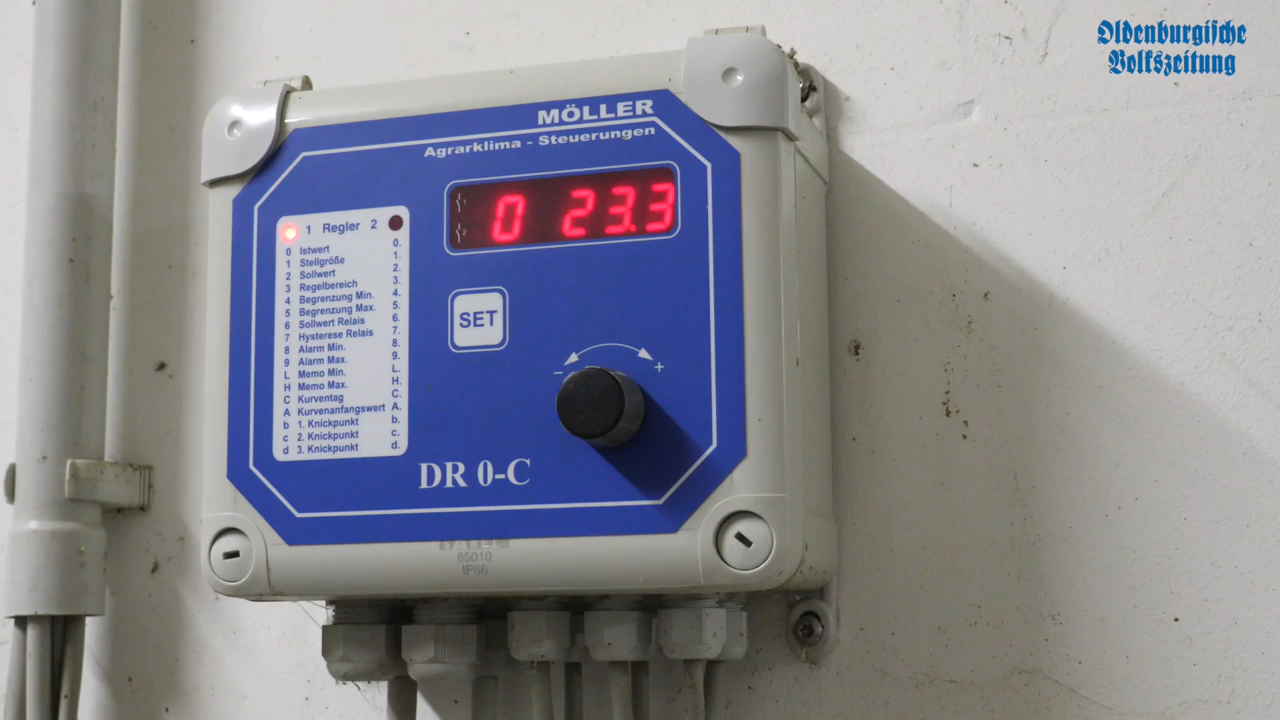 Oldenburgische
Volkszeitung
MÖLLER
Agrarklima - Steuerungen
0 23.3
1
2
1 Regler 2
0 Istwert 0.
1 Stellgröße 1.
2 Sollwert 2.
3 Regelbereich 3.
4 Begrenzung Min. 4.
5 Begrenzung Max. 5.
6 Sollwert Relais 6.
7 Hysterese Relais 7.
8 Alarm Min. 8.
9 Alarm Max. 9.
L Memo Min. L.
H Memo Max. H.
C Kurventag C.
A Kurvenanfangswert A.
b 1. Knickpunkt b.
c 2. Knickpunkt c.
d 3. Knickpunkt d.
SET
- +
DR 0-C
85010
IP66